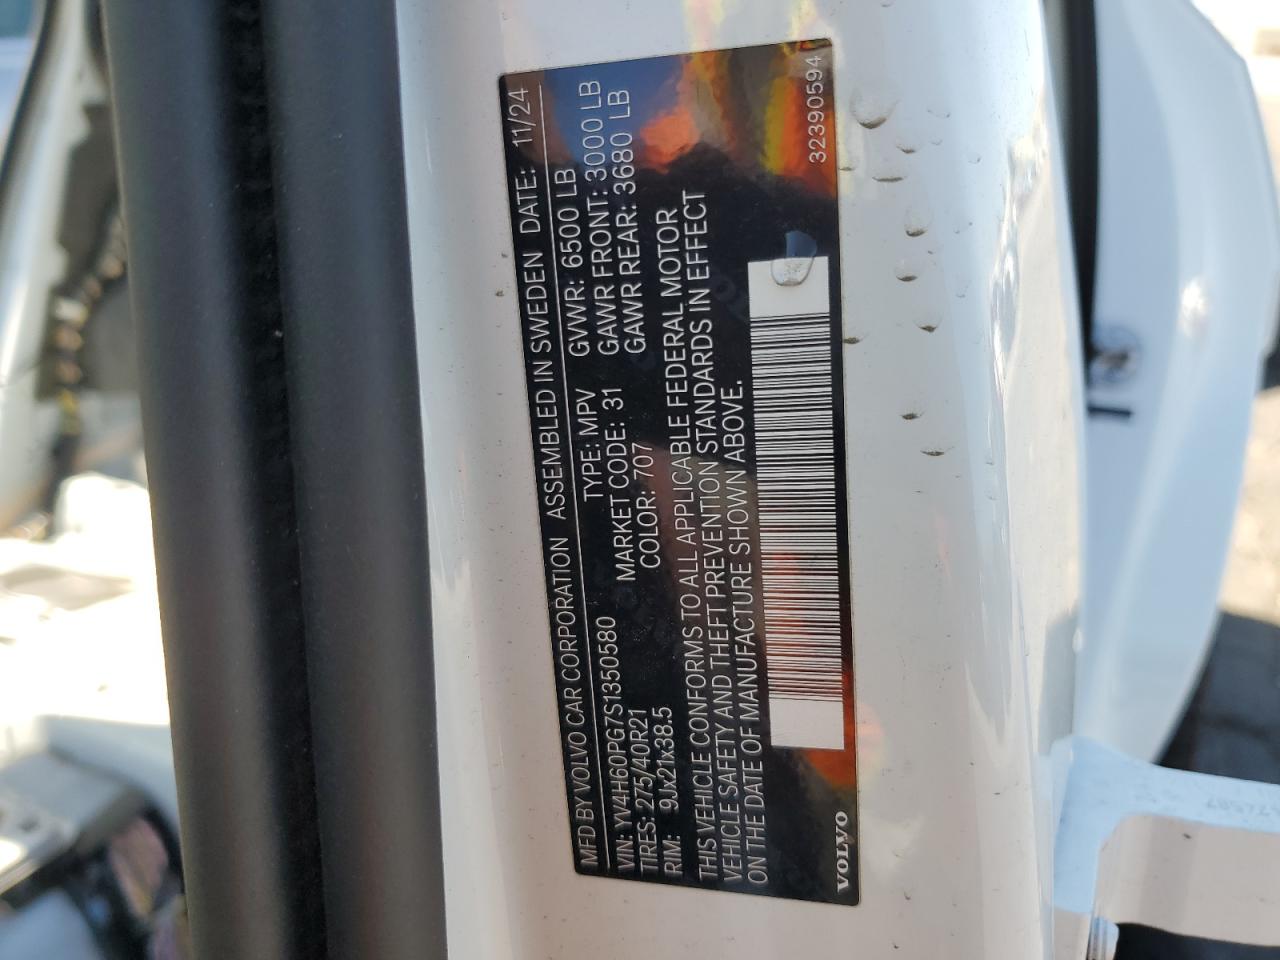 MFD BY VOLVO CAR CORPORATION ASSEMBLED IN SWEDEN DATE: 11/24
VIN: YV4H60PG7S1350580 TYPE: MPV GVWR: 6500 LB
TIRES: 275/40R21 MARKET CODE: 31 GAWR FRONT: 3000 LB
RIM: 9Jx21x38.5 COLOR: 707 GAWR REAR: 3680 LB
THIS VEHICLE CONFORMS TO ALL APPLICABLE FEDERAL MOTOR
VEHICLE SAFETY AND THEFT PREVENTION STANDARDS IN EFFECT
ON THE DATE OF MANUFACTURE SHOWN ABOVE.
VOLVO 32390594